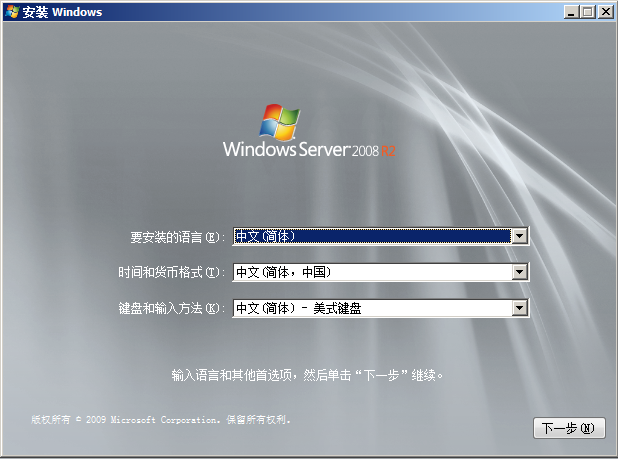 安装 Windows
Windows Server 2008 R2
要安装的语言(E): 中文(简体)
时间和货币格式(T): 中文(简体，中国)
键盘和输入方法(K): 中文(简体) - 美式键盘
输入语言和其他首选项，然后单击“下一步”继续。
版权所有 © 2009 Microsoft Corporation. 保留所有权利。
下一步(N)